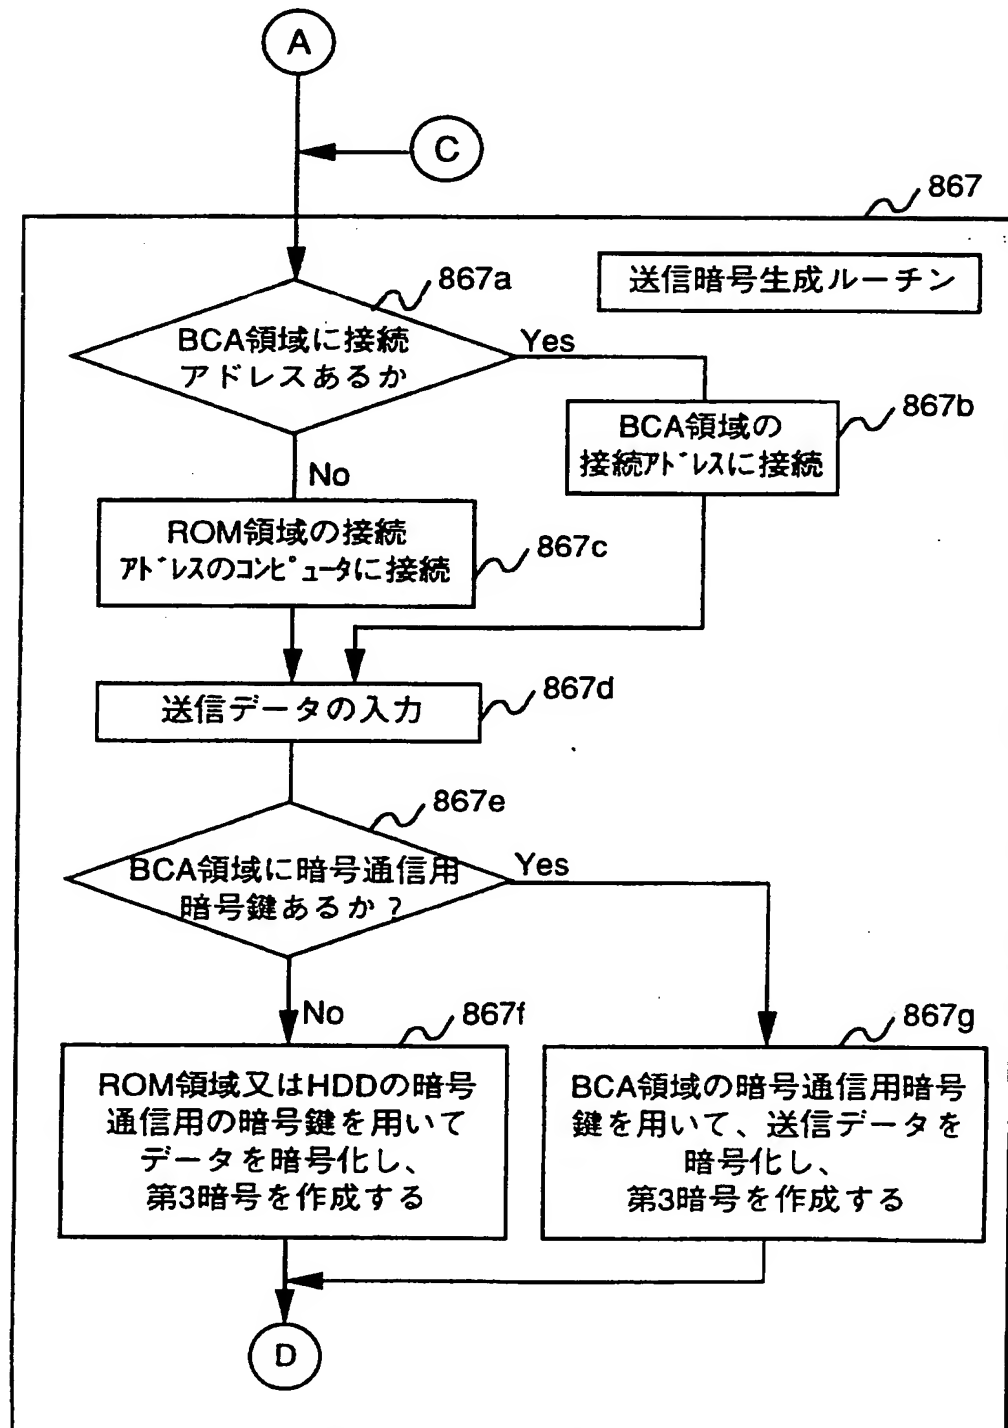 A
C
867
送信暗号生成ルーチン
867a
BCA領域に接続
アドレスあるか
Yes
No
867b
BCA領域の
接続ｱﾄﾞﾚｽに接続
ROM領域の接続
ｱﾄﾞﾚｽのｺﾝﾋﾟｭｰﾀに接続
867c
送信データの入力
867d
867e
BCA領域に暗号通信用
暗号鍵あるか？
Yes
No
867f
ROM領域又はHDDの暗号
通信用の暗号鍵を用いて
データを暗号化し、
第3暗号を作成する
867g
BCA領域の暗号通信用暗号
鍵を用いて、送信データを
暗号化し、
第3暗号を作成する
D